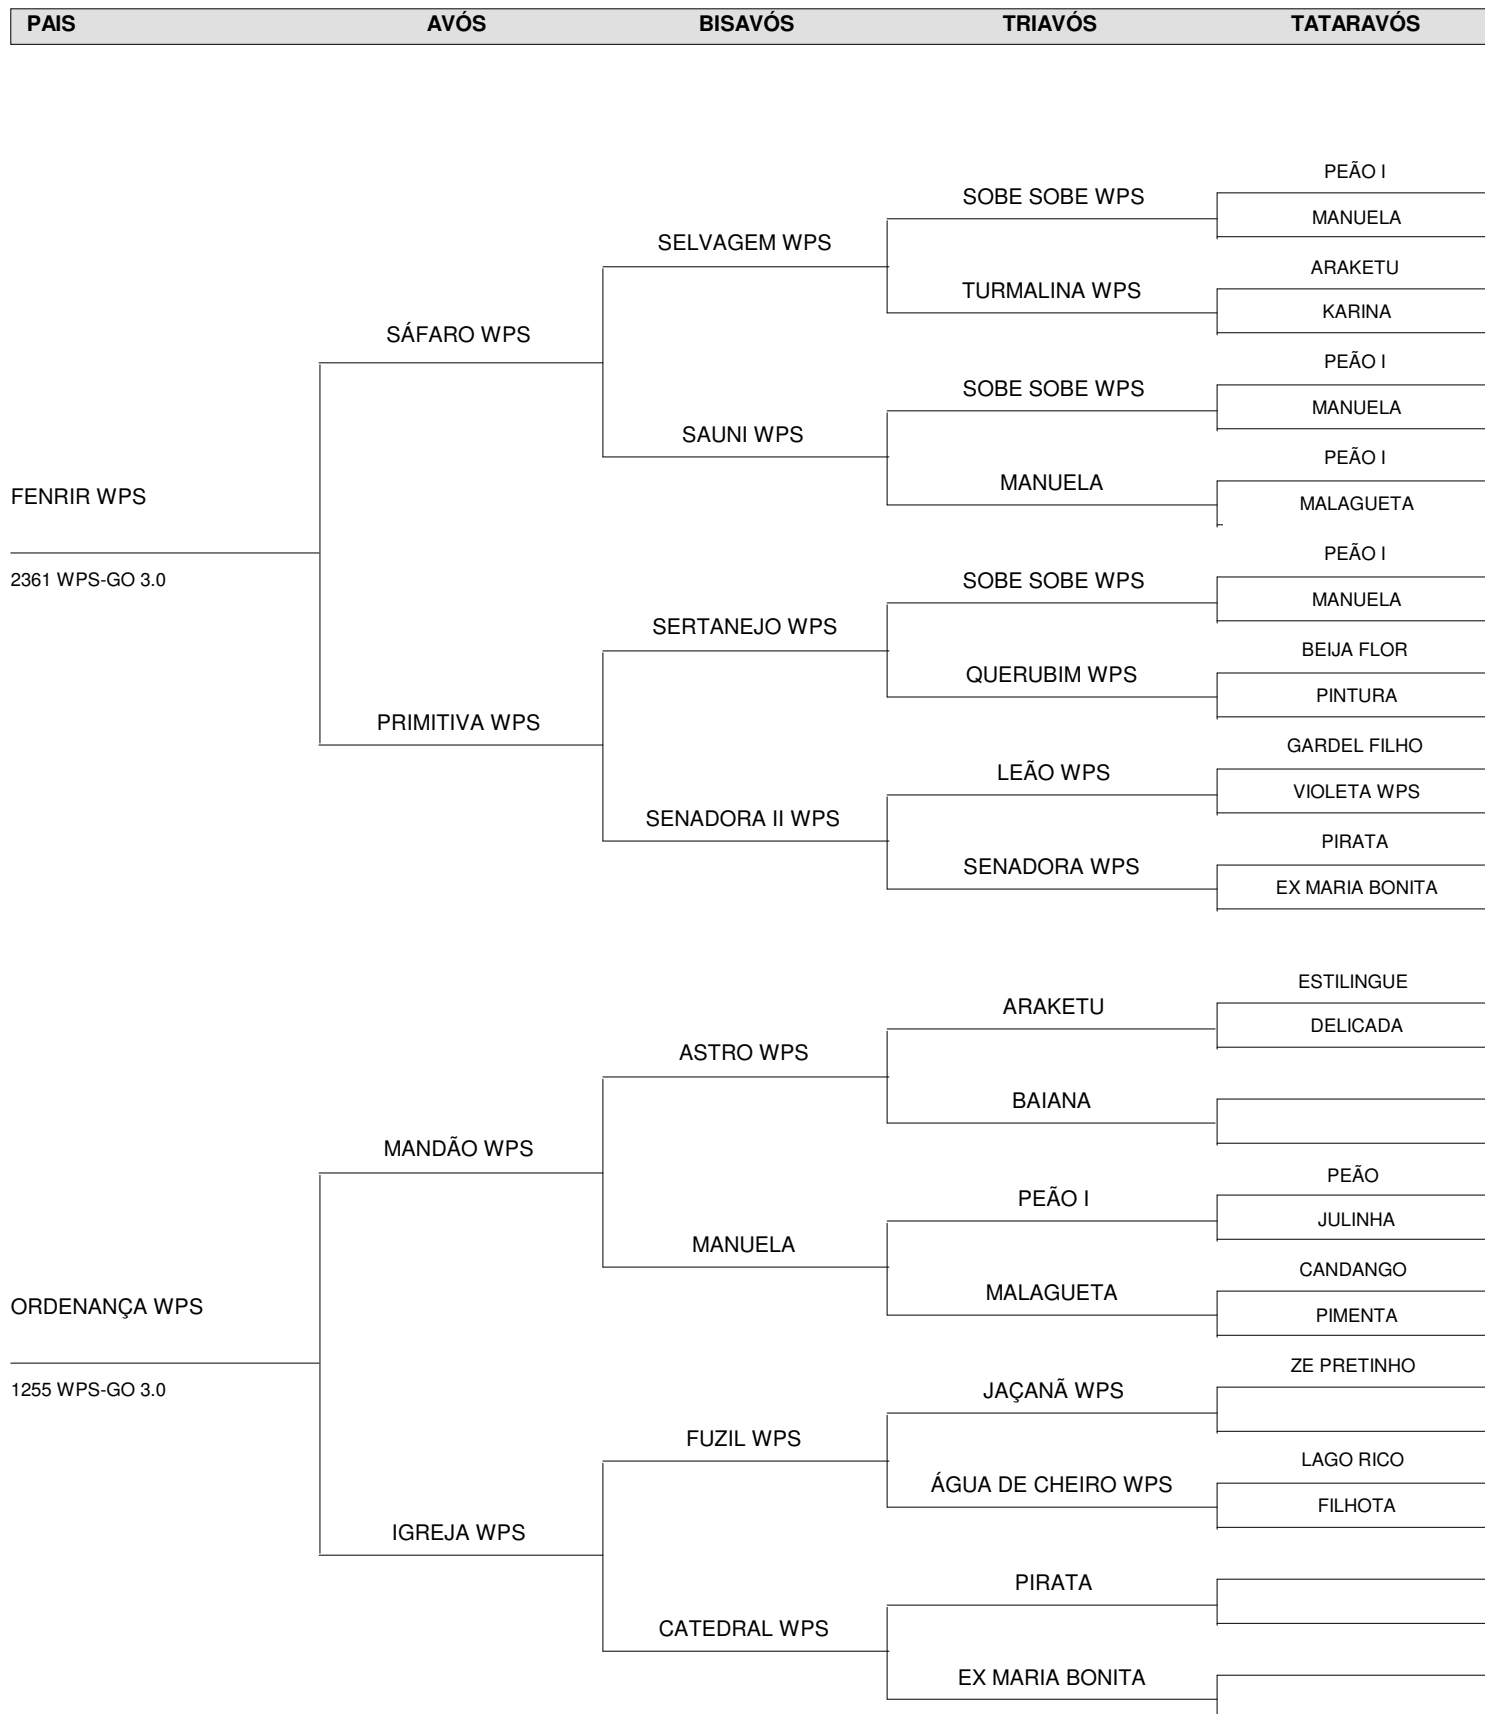 PAIS AVÓS BISAVÓS TRIAVÓS TATARAVÓS
PEÃO I
SOBE SOBE WPS
MANUELA
SELVAGEM WPS
ARAKETU
TURMALINA WPS
KARINA
SÁFARO WPS
PEÃO I
SOBE SOBE WPS
MANUELA
SAUNI WPS
PEÃO I
MANUELA
MALAGUETA
FENRIR WPS
2361 WPS-GO 3.0
PEÃO I
SOBE SOBE WPS
MANUELA
SERTANEJO WPS
BEIJA FLOR
QUERUBIM WPS
PINTURA
PRIMITIVA WPS
GARDEL FILHO
LEÃO WPS
VIOLETA WPS
SENADORA II WPS
PIRATA
SENADORA WPS
EX MARIA BONITA
ESTILINGUE
ARAKETU
DELICADA
ASTRO WPS
BAIANA
MANDÃO WPS
PEÃO
PEÃO I
JULINHA
MANUELA
CANDANGO
MALAGUETA
PIMENTA
ORDENANÇA WPS
1255 WPS-GO 3.0
ZE PRETINHO
JAÇANÃ WPS
FUZIL WPS
LAGO RICO
ÁGUA DE CHEIRO WPS
FILHOTA
IGREJA WPS
PIRATA
CATEDRAL WPS
EX MARIA BONITA